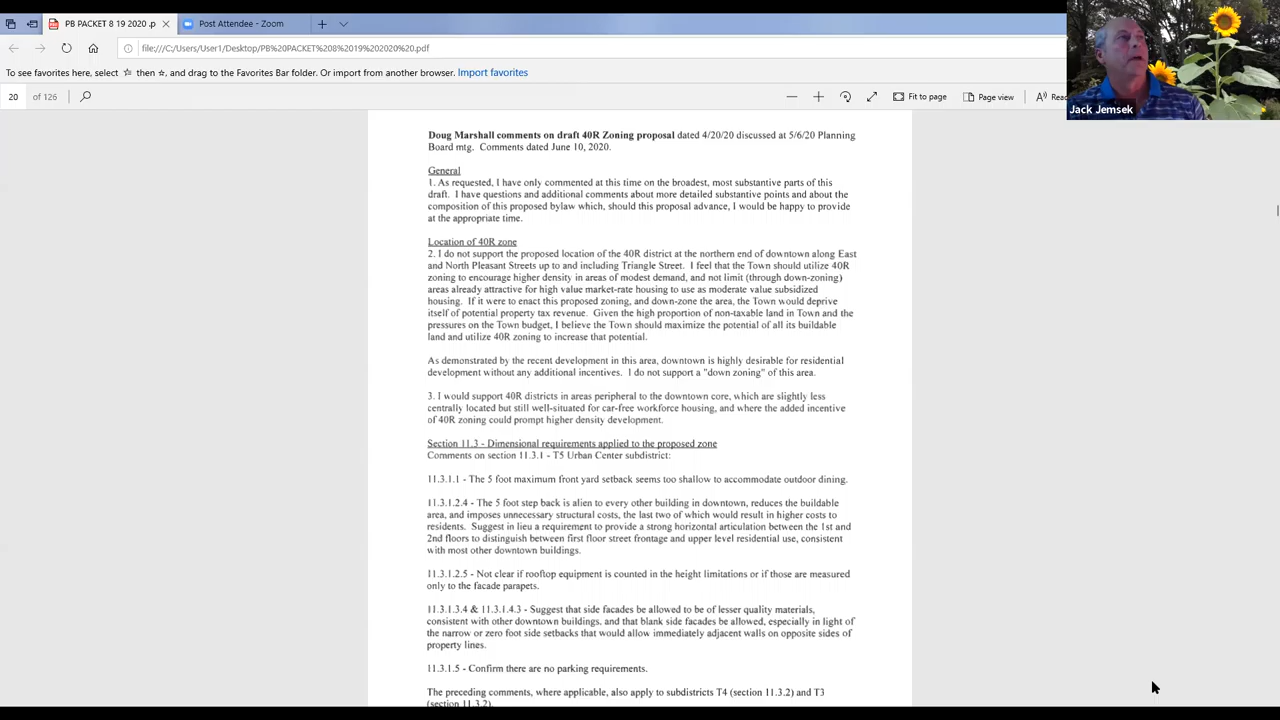 PB PACKET 8 19 2020 .p
Post Attendee - Zoom
file:///C:/Users/User1/Desktop/PB%20PACKET%208%2019%202020%20.pdf
To see favorites here, select then , and drag to the Favorites Bar folder. Or import from another browser. Import favorites
20 of 126
Fit to page
Page view
Jack Jemsek
Doug Marshall comments on draft 40R Zoning proposal dated 4/20/20 discussed at 5/6/20 Planning
Board mtg. Comments dated June 10, 2020.
General
1. As requested, I have only commented at this time on the broadest, most substantive parts of this
draft. I have questions and additional comments about more detailed substantive points and about the
composition of this proposed bylaw which, should this proposal advance, I would be happy to provide
at the appropriate time.
Location of 40R zone
2. I do not support the proposed location of the 40R district at the northern end of downtown along East
and North Pleasant Streets up to and including Triangle Street. I feel that the Town should utilize 40R
zoning to encourage higher density in areas of modest demand, and not limit (through down-zoning)
areas already attractive for high value market-rate housing to use as moderate value subsidized
housing. If it were to enact this proposed zoning, and down-zone the area, the Town would deprive
itself of potential property tax revenue. Given the high proportion of non-taxable land in Town and the
pressures on the Town budget, I believe the Town should maximize the potential of all its buildable
land and utilize 40R zoning to increase that potential.
As demonstrated by the recent development in this area, downtown is highly desirable for residential
development without any additional incentives. I do not support a "down zoning" of this area.
3. I would support 40R districts in areas peripheral to the downtown core, which are slightly less
centrally located but still well-situated for car-free workforce housing, and where the added incentive
of 40R zoning could prompt higher density development.
Section 11.3 - Dimensional requirements applied to the proposed zone
Comments on section 11.3.1 - T5 Urban Center subdistrict:
11.3.1.1 - The 5 foot maximum front yard setback seems too shallow to accommodate outdoor dining.
11.3.1.2.4 - The 5 foot step back is alien to every other building in downtown, reduces the buildable
area, and imposes unnecessary structural costs, the last two of which would result in higher costs to
residents. Suggest in lieu a requirement to provide a strong horizontal articulation between the 1st and
2nd floors to distinguish between first floor street frontage and upper level residential use, consistent
with most other downtown buildings.
11.3.1.2.5 - Not clear if rooftop equipment is counted in the height limitations or if those are measured
only to the facade parapets.
11.3.1.3.4 & 11.3.1.4.3 - Suggest that side facades be allowed to be of lesser quality materials,
consistent with other downtown buildings, and that blank side facades be allowed, especially in light of
the narrow or zero foot side setbacks that would allow immediately adjacent walls on opposite sides of
property lines.
11.3.1.5 - Confirm there are no parking requirements.
The preceding comments, where applicable, also apply to subdistricts T4 (section 11.3.2) and T3
(section 11.3.2).